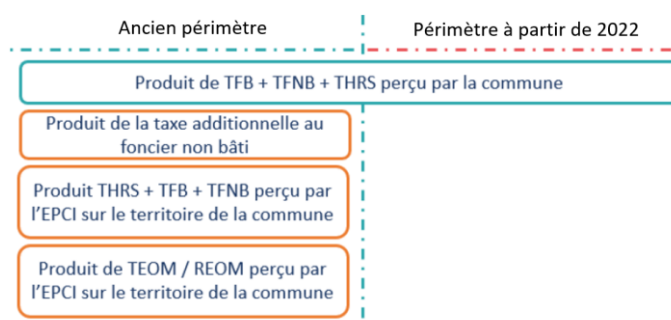 Ancien périmètre
Périmètre à partir de 2022
Produit de TFB + TFNB + THRS perçu par la commune
Produit de la taxe additionnelle au
foncier non bâti
Produit THRS + TFB + TFNB perçu par
l'EPCI sur le territoire de la commune
Produit de TEOM / REOM perçu par
l'EPCI sur le territoire de la commune